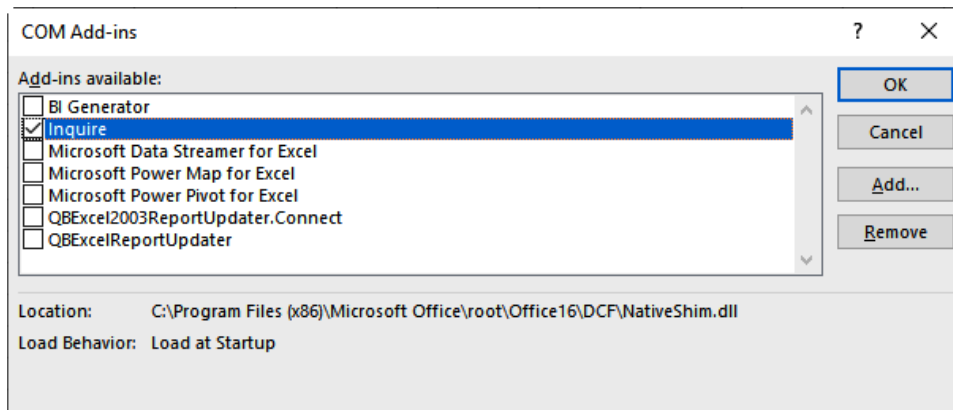 COM Add-ins
?
Add-ins available:
BI Generator
Inquire
Microsoft Data Streamer for Excel
Microsoft Power Map for Excel
Microsoft Power Pivot for Excel
QBExcel2003ReportUpdater.Connect
QBExcelReportUpdater
OK
Cancel
Add...
Remove
Location: C:\Program Files (x86)\Microsoft Office\root\Office16\DCF\NativeShim.dll
Load Behavior: Load at Startup